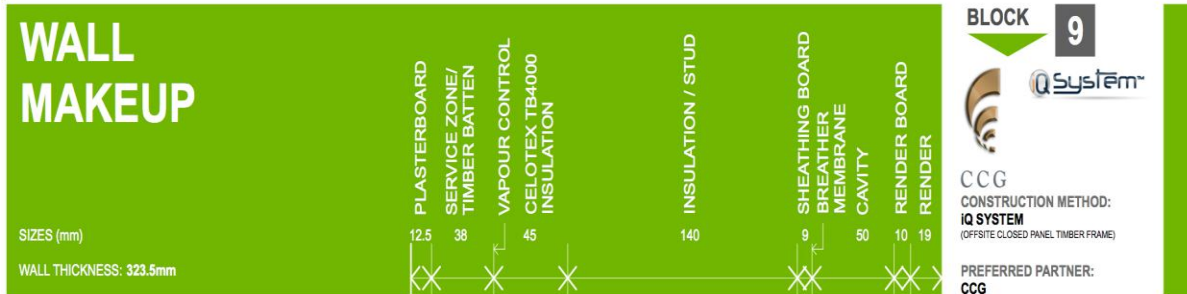 WALL
MAKEUP
PLASTERBOARD
SERVICE ZONE/
TIMBER BATTEN
VAPOUR CONTROL
CELOTEX TB4000
INSULATION
INSULATION / STUD
SHEATHING BOARD
BREATHER
MEMBRANE
CAVITY
RENDER BOARD
RENDER
SIZES (mm)
12.5 38 45 140 9 50 10 19
WALL THICKNESS: 323.5mm
BLOCK
9
iQ System™
CCG
CONSTRUCTION METHOD:
iQ SYSTEM
(OFFSITE CLOSED PANEL TIMBER FRAME)
PREFERRED PARTNER:
CCG